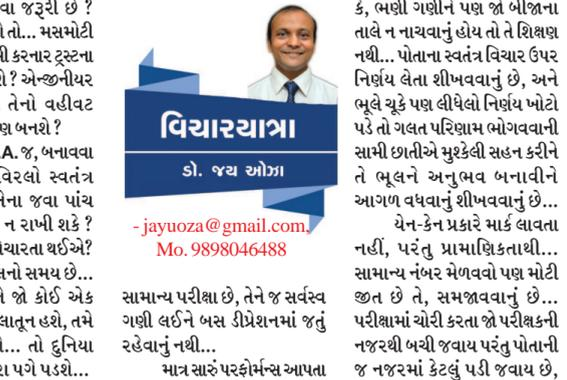 વા જરૂરી છે ?
તો... મસમોટી
ી કરનાર ટ્રસ્ટના
ો ? એન્જીનીયર
તેનો વહીવટ
ણ બનશે ?
.A. જ, બનાવવા
વિરલો સ્વતંત્ર
તેના જવા પાંચ
ન રાખી શકે ?
ચારતા થઈએ?
નો સમય છે...
ે જો કોઈ એક
લાતૂન હશે, તમે
ો... તો દુનિયા
ા પગે પડશે...
વિચારયાત્રા
ડૉ. જય ઓઝા
- jayuoza@gmail.com,
Mo. 9898046488
સામાન્ય પરીક્ષા છે, તેને જ સર્વસ્વ
ગણી લઈને બસ ડીપ્રેશનમાં જતું
રહેવાનું નથી...
માત્ર સારું પરફોર્મન્સ આપતા
કે, ભણી ગણીને પણ જો બીજાના
તાલે ન નાચવાનું હોય તો તે શિક્ષણ
નથી... પોતાના સ્વતંત્ર વિચાર ઉપર
નિર્ણય લેતા શીખવવાનું છે, અને
ભૂલે ચૂકે પણ લીધેલો નિર્ણય ખોટો
પડે તો ગલત પરિણામ ભોગવવાની
સામી છાતીએ મુશ્કેલી સહન કરીને
તે ભૂલને અનુભવ બનાવીને
આગળ વધવાનું શીખવવાનું છે...
યેન-કેન પ્રકારે માર્ક લાવતા
નહીં, પરંતુ પ્રામાણિકતાથી...
સામાન્ય નંબર મેળવવો પણ મોટી
જીત છે તે, સમજાવવાનું છે...
પરીક્ષામાં ચોરી કરતા જો પરીક્ષકની
નજરથી બચી જવાય પરંતુ પોતાની
જ નજરમાં કેટલું પડી જવાય છે,